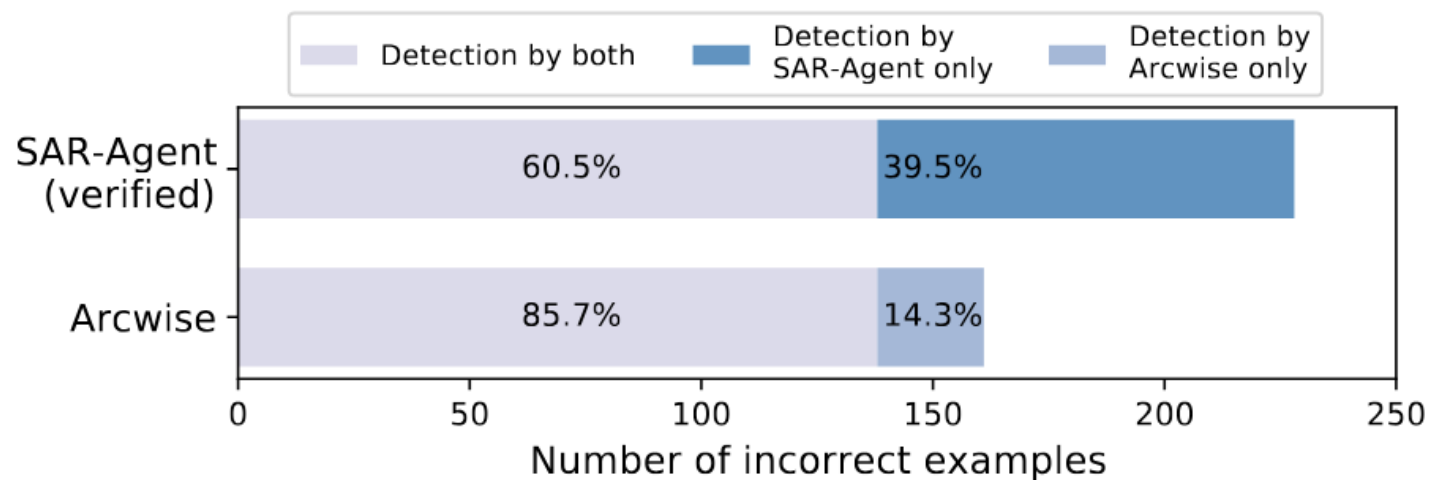 Detection by both
Detection by
SAR-Agent only
Detection by
Arcwise only
SAR-Agent
(verified)
60.5%
39.5%
Arcwise
85.7%
14.3%
0
50
100
150
200
250
Number of incorrect examples